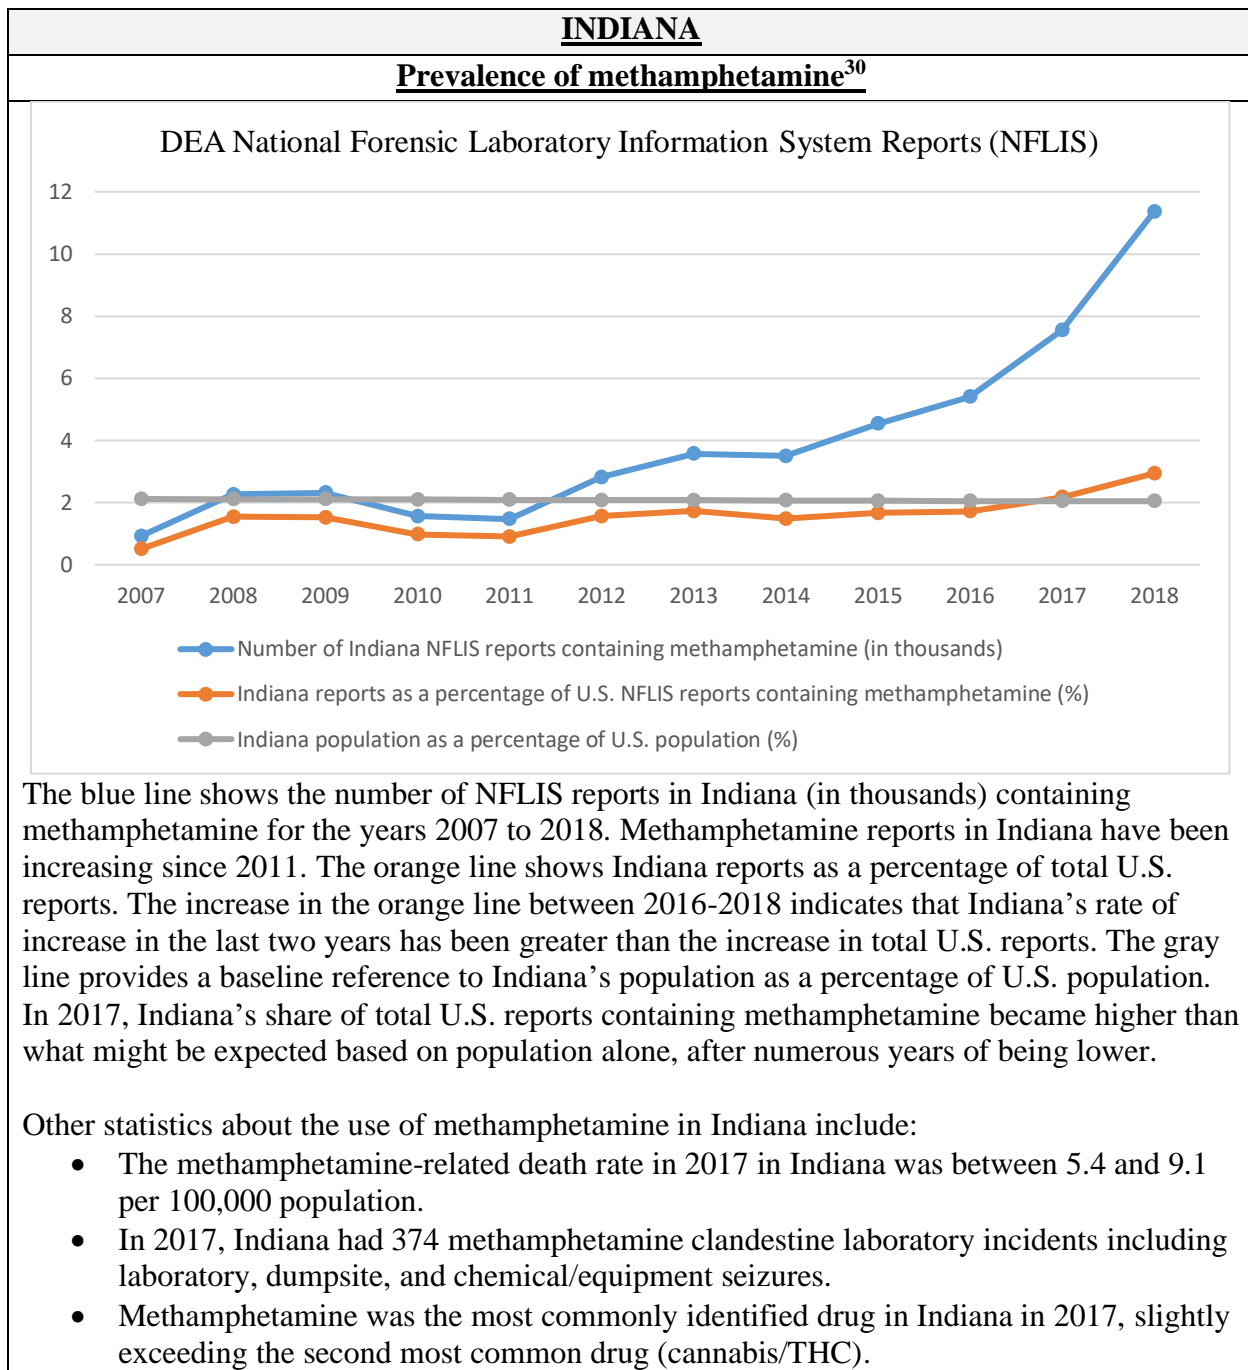 INDIANA
Prevalence of methamphetamine30
DEA National Forensic Laboratory Information System Reports (NFLIS)
12
10
8
6
4
2
0
2007 2008 2009 2010 2011 2012 2013 2014 2015 2016 2017 2018
Number of Indiana NFLIS reports containing methamphetamine (in thousands)
Indiana reports as a percentage of U.S. NFLIS reports containing methamphetamine (%)
Indiana population as a percentage of U.S. population (%)
The blue line shows the number of NFLIS reports in Indiana (in thousands) containing
methamphetamine for the years 2007 to 2018. Methamphetamine reports in Indiana have been
increasing since 2011. The orange line shows Indiana reports as a percentage of total U.S.
reports. The increase in the orange line between 2016-2018 indicates that Indiana’s rate of
increase in the last two years has been greater than the increase in total U.S. reports. The gray
line provides a baseline reference to Indiana’s population as a percentage of U.S. population.
In 2017, Indiana’s share of total U.S. reports containing methamphetamine became higher than
what might be expected based on population alone, after numerous years of being lower.
Other statistics about the use of methamphetamine in Indiana include:
• The methamphetamine-related death rate in 2017 in Indiana was between 5.4 and 9.1
per 100,000 population.
• In 2017, Indiana had 374 methamphetamine clandestine laboratory incidents including
laboratory, dumpsite, and chemical/equipment seizures.
• Methamphetamine was the most commonly identified drug in Indiana in 2017, slightly
exceeding the second most common drug (cannabis/THC).